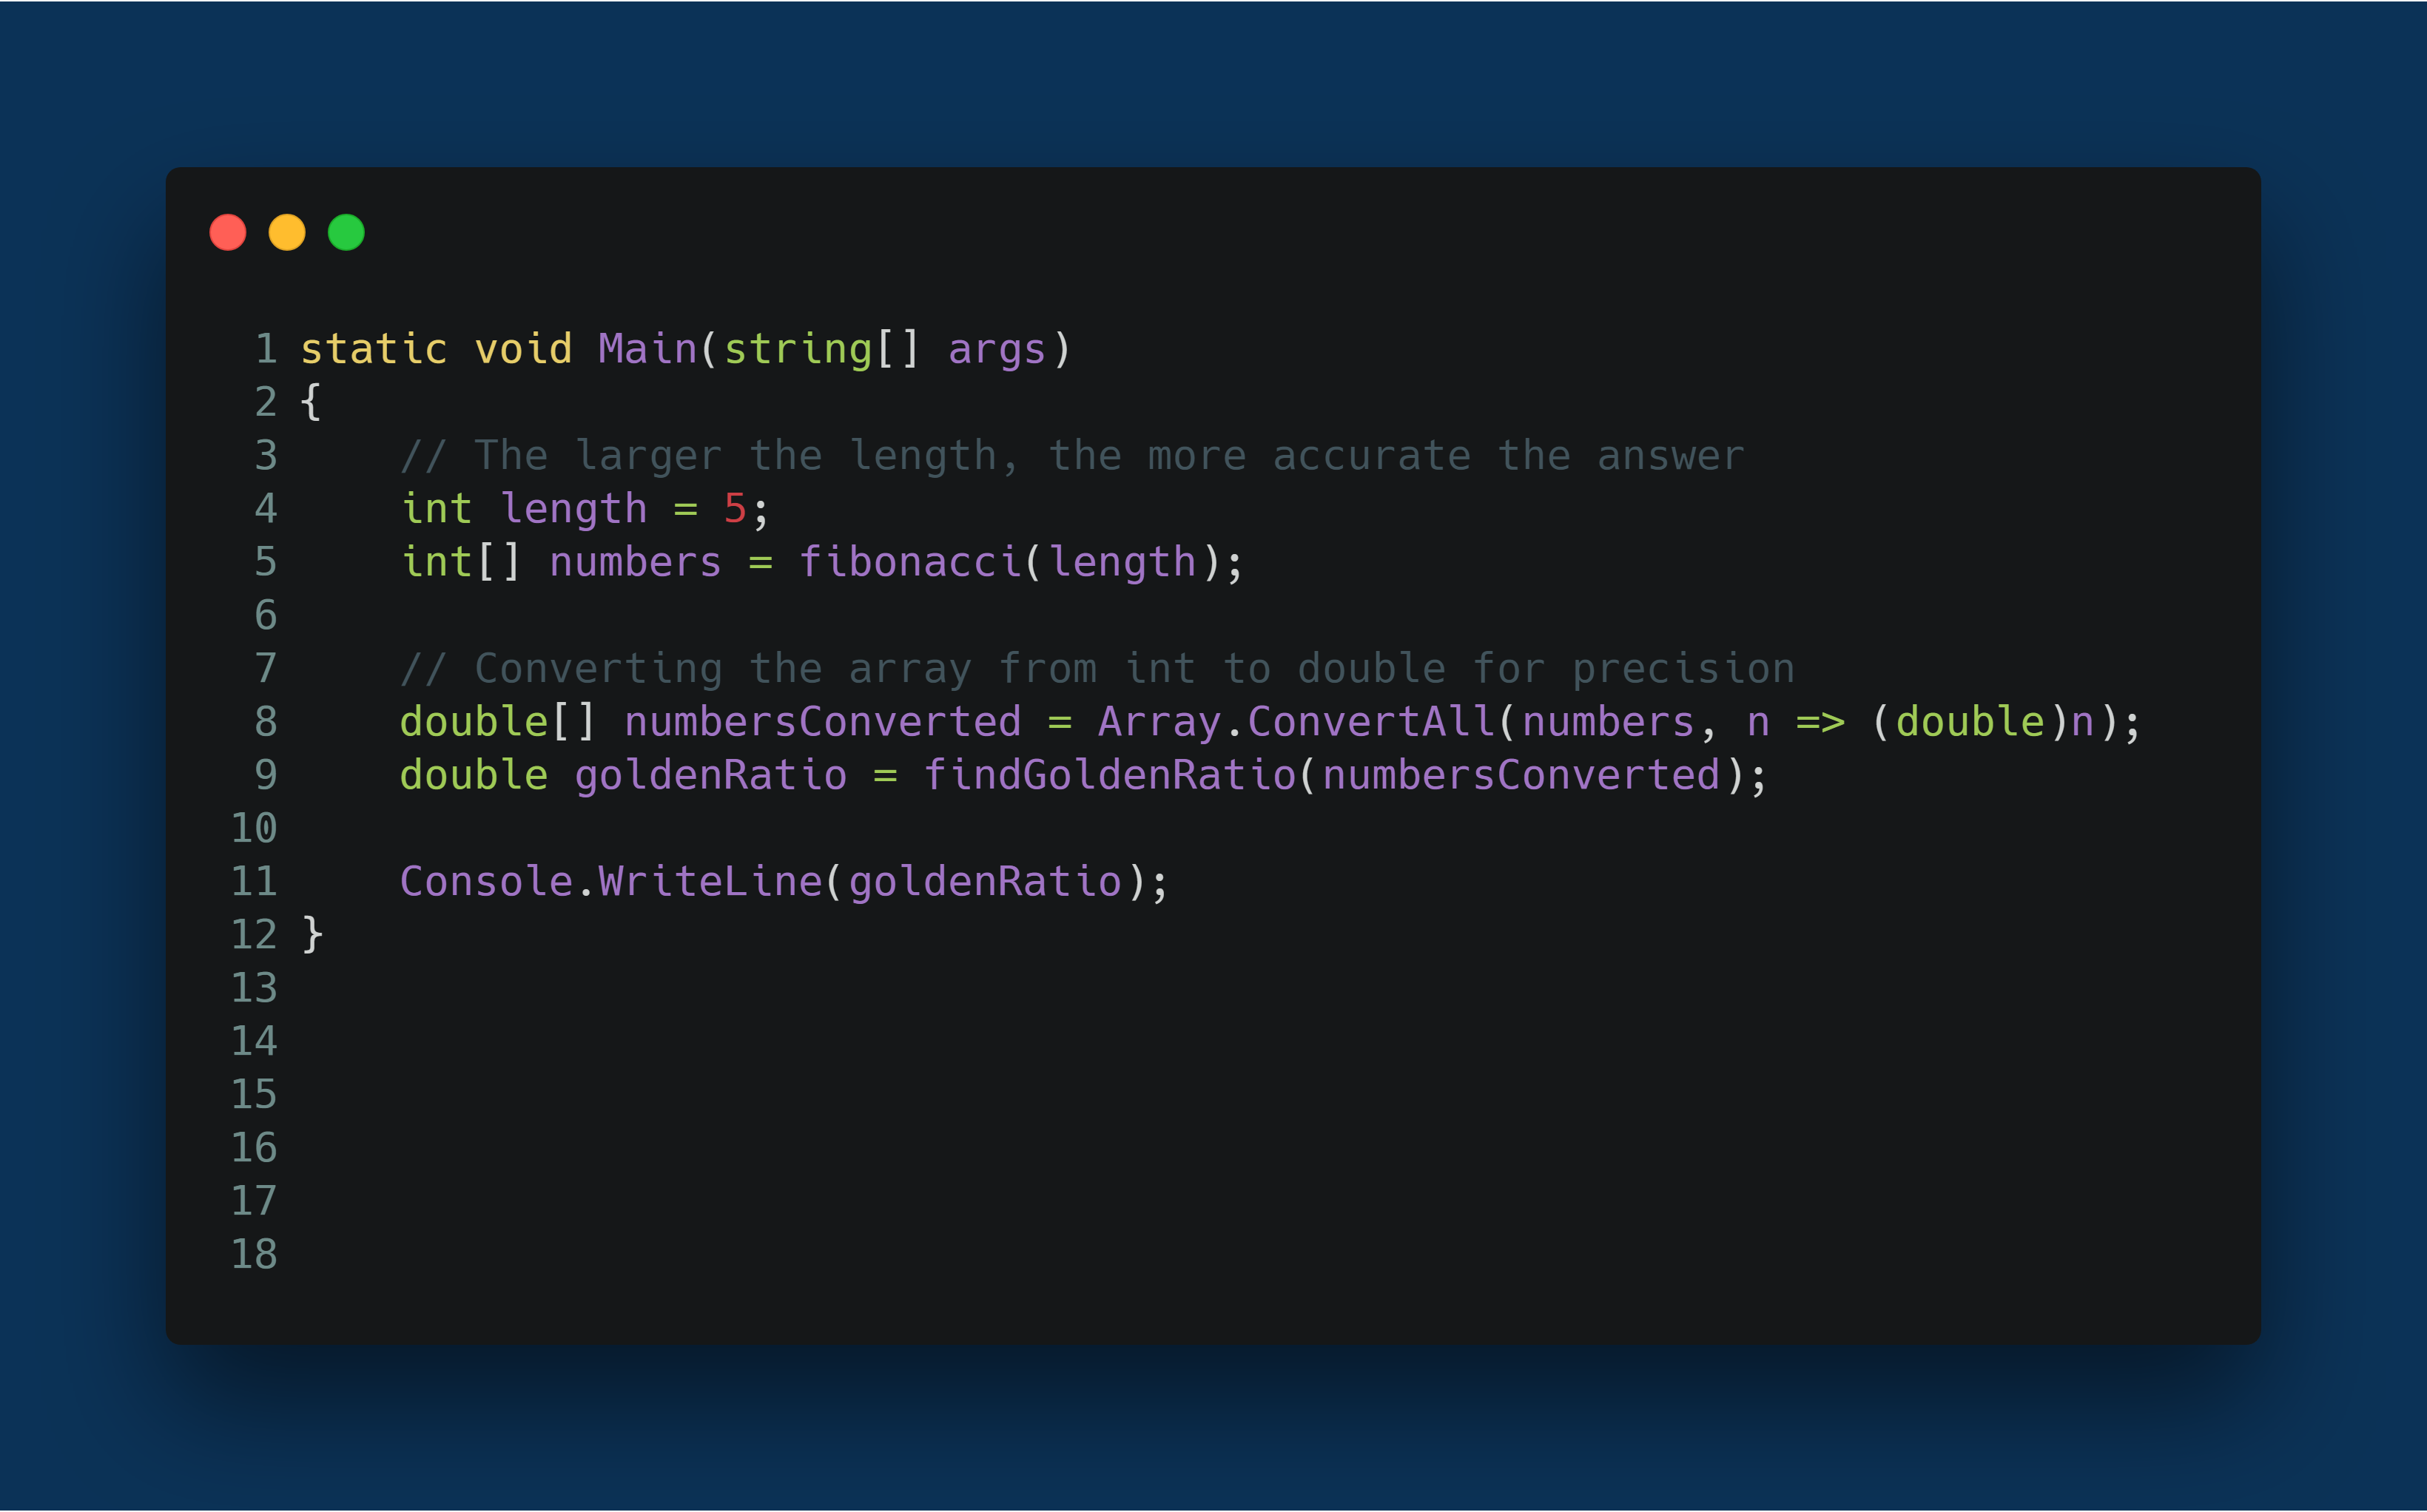 1 static void Main(string[] args)
2 {
3     // The larger the length, the more accurate the answer
4     int length = 5;
5     int[] numbers = fibonacci(length);
6
7     // Converting the array from int to double for precision
8     double[] numbersConverted = Array.ConvertAll(numbers, n => (double)n);
9     double goldenRatio = findGoldenRatio(numbersConverted);
10
11     Console.WriteLine(goldenRatio);
12 }
13
14
15
16
17
18